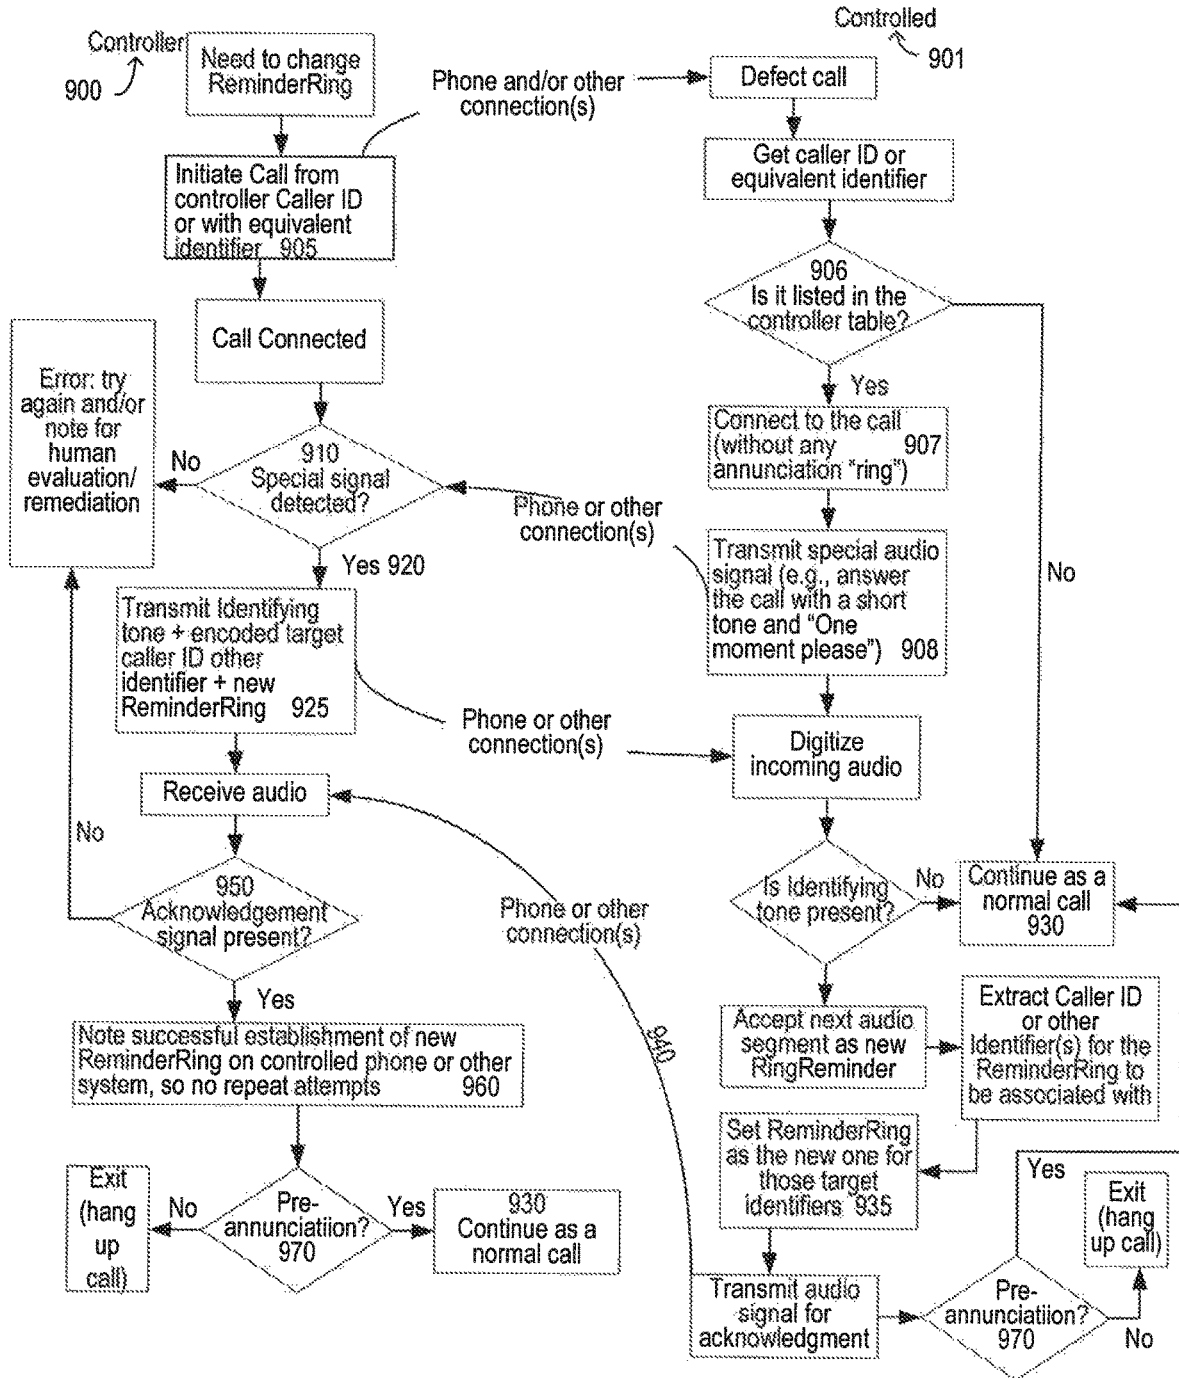 Controller
900
Need to change
ReminderRing
Initiate Call from
controller Caller ID
or with equivalent
identifier 905
Call Connected
Error: try
again and/or
note for
human
evaluation/
remediation
No
910
Special signal
detected?
Yes 920
Transmit Identifying
tone + encoded target
caller ID other
identifier + new
ReminderRing 925
Receive audio
No
950
Acknowledgement
signal present?
Yes
Note successful establishment of new
ReminderRing on controlled phone or other
system, so no repeat attempts 960
Exit
(hang
up
call)
No
Pre-
annunciatiion?
970
Yes
930
Continue as a
normal call
Phone and/or other
connection(s)
Phone or other
connection(s)
Phone or other
connection(s)
Phone or other
connection(s)
940
Controlled
901
Defect call
Get caller ID or
equivalent identifier
906
Is it listed in the
controller table?
Yes
No
Connect to the call
(without any 907
annunciation "ring")
Transmit special audio
signal (e.g., answer
the call with a short
tone and "One
moment please") 908
Digitize
incoming audio
Is Identifying
tone present?
No
Continue as a
normal call
930
Accept next audio
segment as new
RingReminder
Extract Caller ID
or other
Identifier(s) for the
ReminderRing to
be associated with
Set ReminderRing
as the new one for
those target
identifiers 935
Transmit audio
signal for
acknowledgment
Pre-
annunciatiion?
970
Yes
No
Exit
(hang
up call)